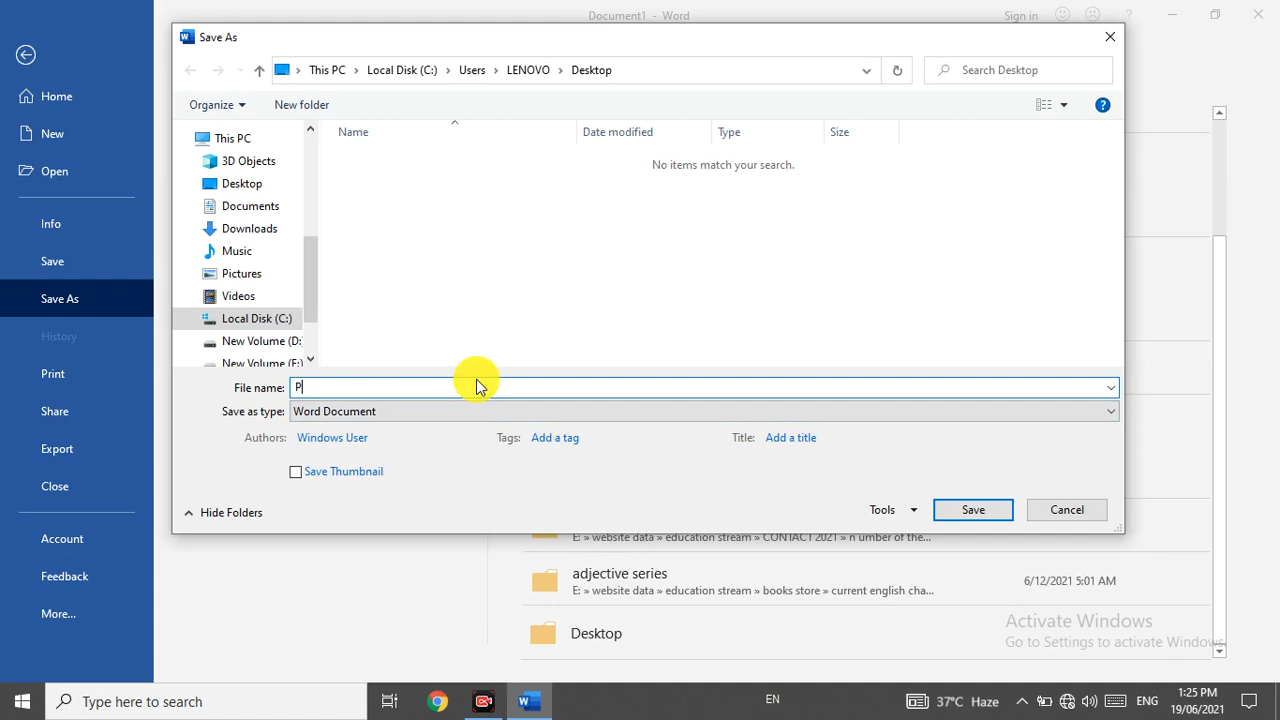 Document1 - Word
Sign in
?
Save As
This PC > Local Disk (C:) > Users > LENOVO > Desktop
Search Desktop
Organize
New folder
?
Home
New
Open
Info
Save
Save As
History
Print
Share
Export
Close
Account
Feedback
More...
This PC
3D Objects
Desktop
Documents
Downloads
Music
Pictures
Videos
Local Disk (C:)
New Volume (D:
New Volume (E:)
Name
Date modified
Type
Size
No items match your search.
File name: P
Save as type: Word Document
Authors: Windows User
Tags: Add a tag
Title: Add a title
Save Thumbnail
Hide Folders
Tools
Save
Cancel
E: » website data » education stream » CONTACT 2021 » n umber of the...
adjective series
6/12/2021 5:01 AM
E: » website data » education stream » books store » current english cha...
Desktop
Activate Windows
Go to Settings to activate Windows
Type here to search
EN
37°C Haze
ENG
1:25 PM
19/06/2021